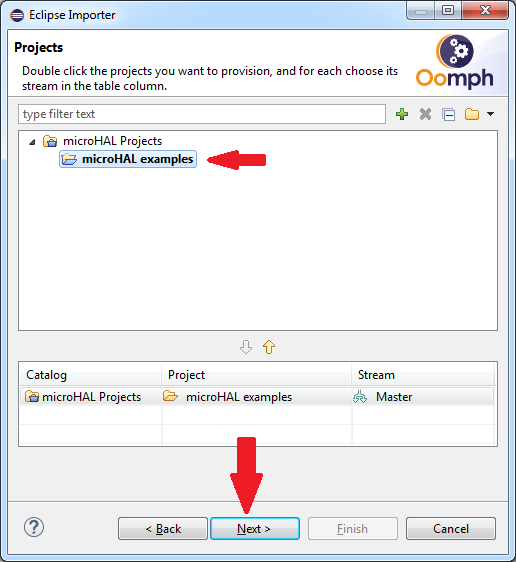 Eclipse Importer
Projects
Double click the projects you want to provision, and for each choose its
stream in the table column.
Oomph
type filter text
microHAL Projects
microHAL examples
Catalog Project Stream
microHAL Projects microHAL examples Master
? < Back Next > Finish Cancel